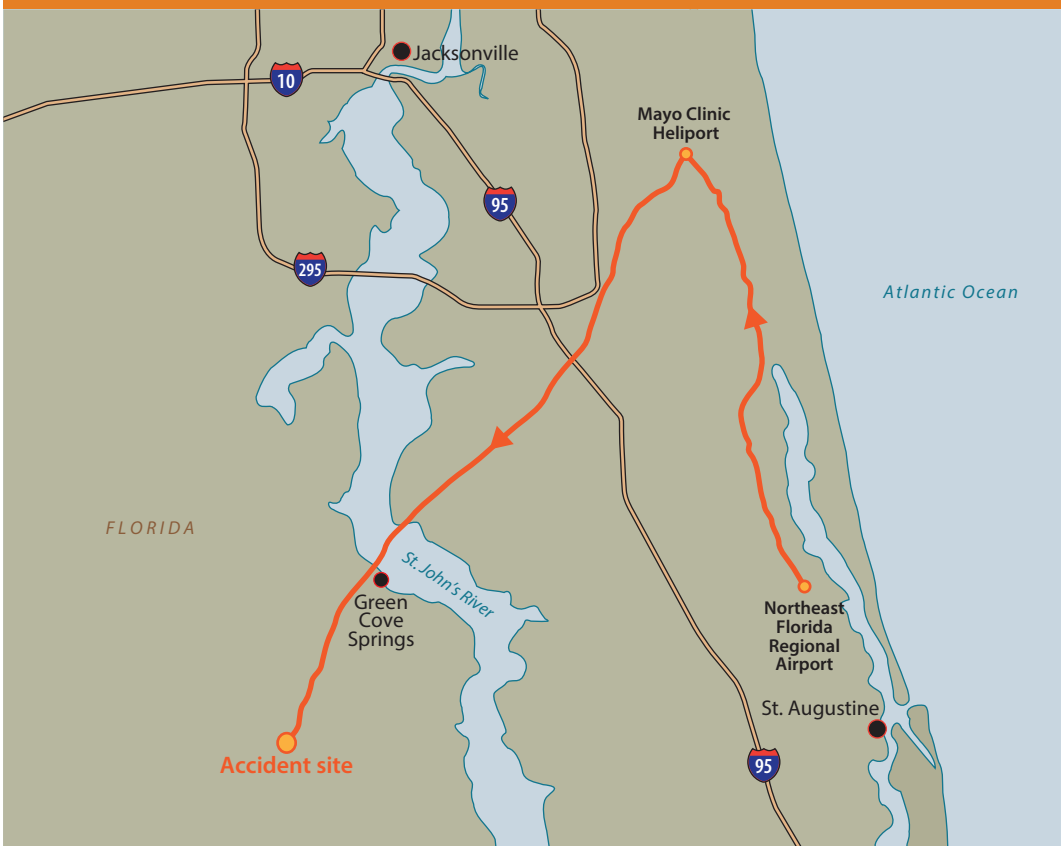 Jacksonville
10
Mayo Clinic
Heliport
95
295
Atlantic Ocean
FLORIDA
St. John's River
Green
Cove
Springs
Northeast
Florida
Regional
Airport
St. Augustine
Accident site
95